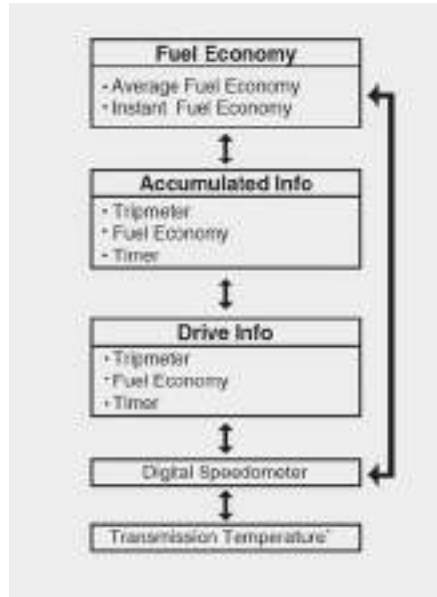 Fuel Economy
• Average Fuel Economy
• Instant Fuel Economy
Accumulated Info
• Tripmeter
• Fuel Economy
• Timer
Drive Info
• Tripmeter
• Fuel Economy
• Timer
Digital Speedometer
Transmission Temperature*